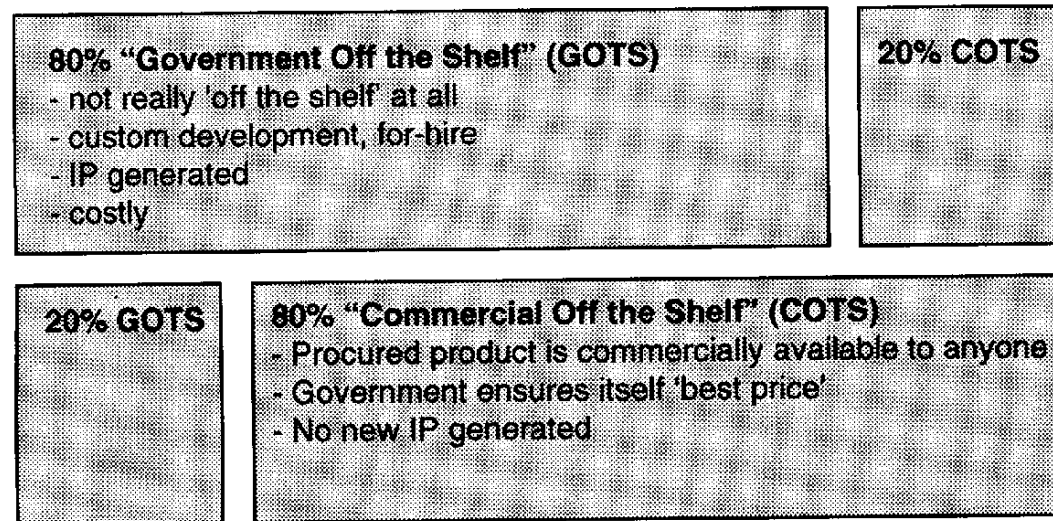 80% “Government Off the Shelf” (GOTS)
- not really 'off the shelf' at all
- custom development, for-hire
- IP generated
- costly
20% COTS
20% GOTS
80% “Commercial Off the Shelf” (COTS)
- Procured product is commercially available to anyone
- Government ensures itself 'best price'
- No new IP generated